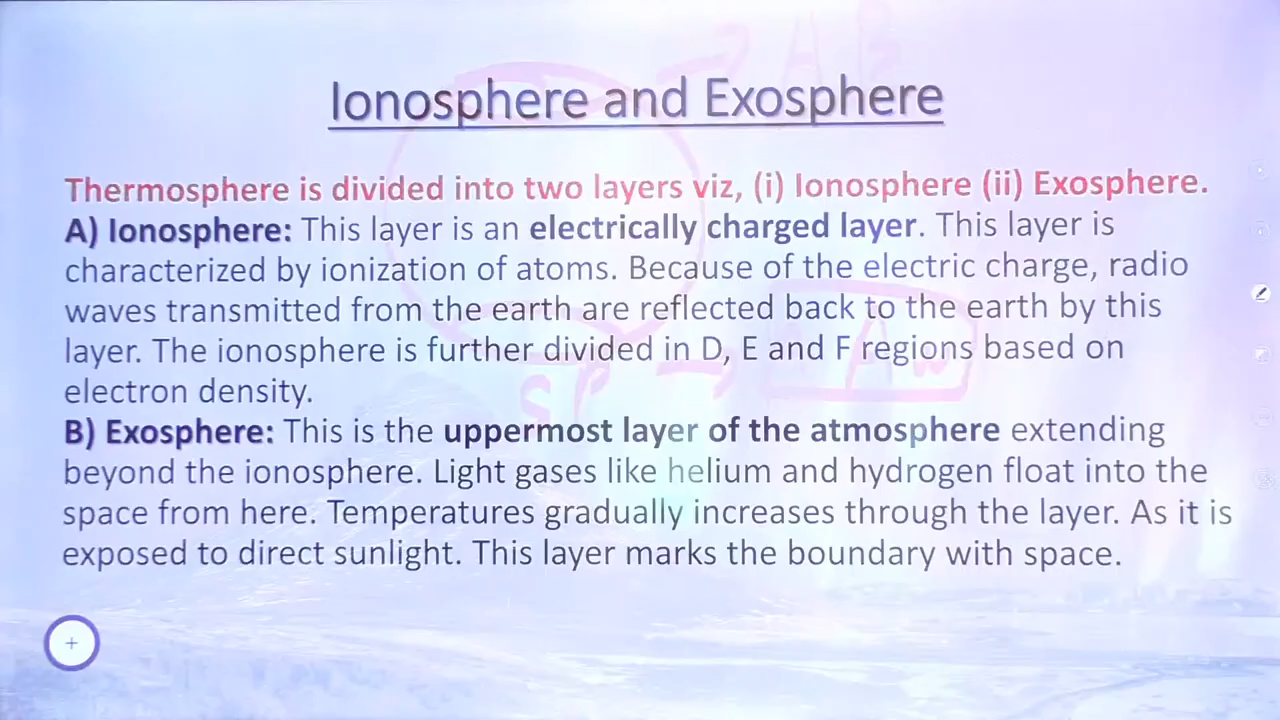 Ionosphere and Exosphere
Thermosphere is divided into two layers viz, (i) Ionosphere (ii) Exosphere.
A) Ionosphere: This layer is an electrically charged layer. This layer is
characterized by ionization of atoms. Because of the electric charge, radio
waves transmitted from the earth are reflected back to the earth by this
layer. The ionosphere is further divided in D, E and F regions based on
electron density.
B) Exosphere: This is the uppermost layer of the atmosphere extending
beyond the ionosphere. Light gases like helium and hydrogen float into the
space from here. Temperatures gradually increases through the layer. As it is
exposed to direct sunlight. This layer marks the boundary with space.